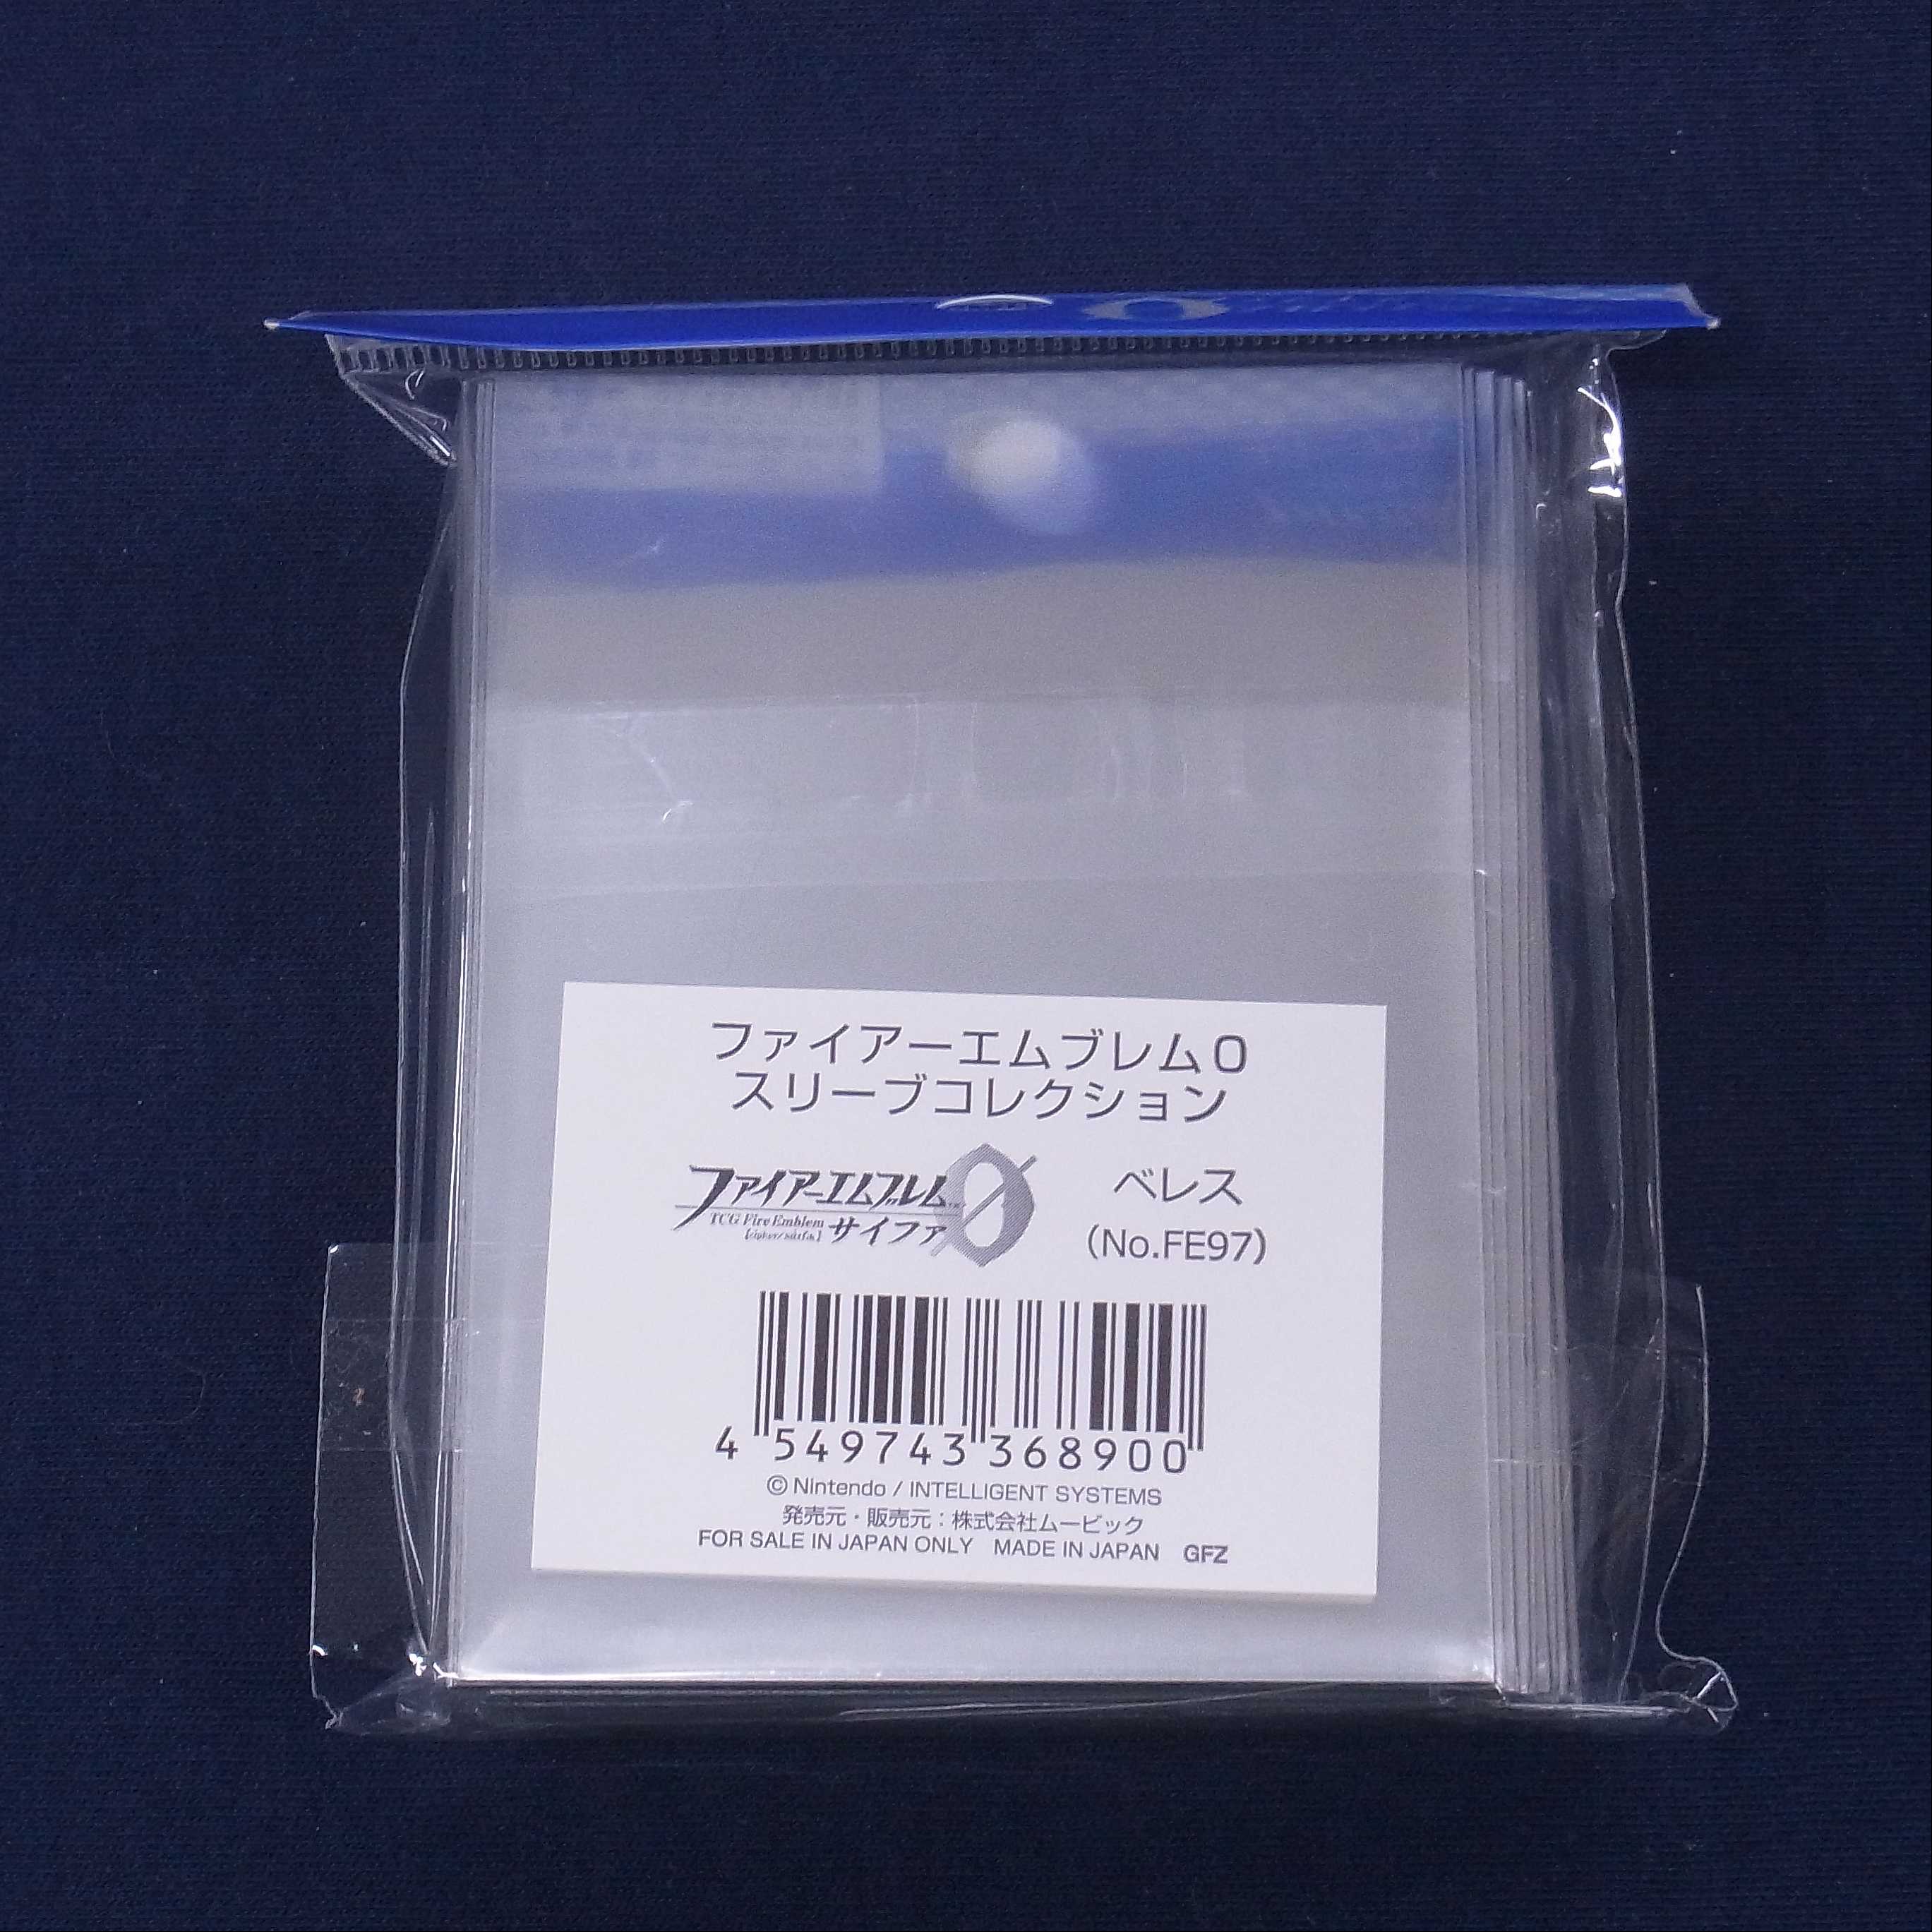 ファイアーエムブレム0
スリーブコレクション
ファイアーエムブレム
TCG Fire Emblem サイファ 0
ベレス
(No.FE97)
4 549743 368900
© Nintendo / INTELLIGENT SYSTEMS
発売元・販売元:株式会社ムービック
FOR SALE IN JAPAN ONLY MADE IN JAPAN GFZ